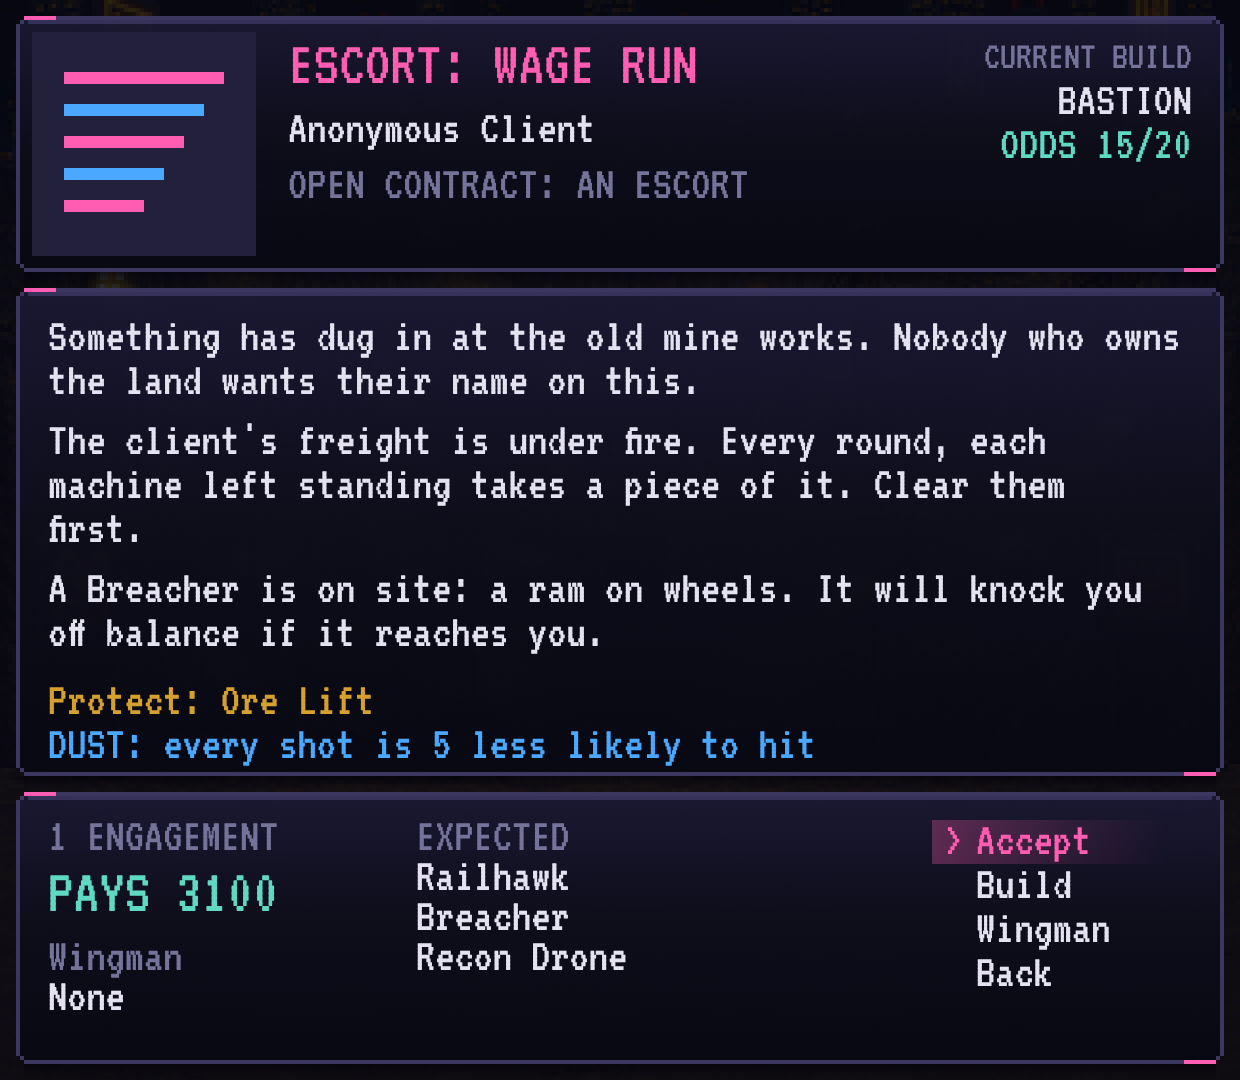 ESCORT: WAGE RUN
Anonymous Client
OPEN CONTRACT: AN ESCORT
CURRENT BUILD
BASTION
ODDS 15/20
Something has dug in at the old mine works. Nobody who owns
the land wants their name on this.
The client's freight is under fire. Every round, each
machine left standing takes a piece of it. Clear them
first.
A Breacher is on site: a ram on wheels. It will knock you
off balance if it reaches you.
Protect: Ore Lift
DUST: every shot is 5 less likely to hit
1 ENGAGEMENT
PAYS 3100
Wingman
None
EXPECTED
Railhawk
Breacher
Recon Drone
> Accept
Build
Wingman
Back